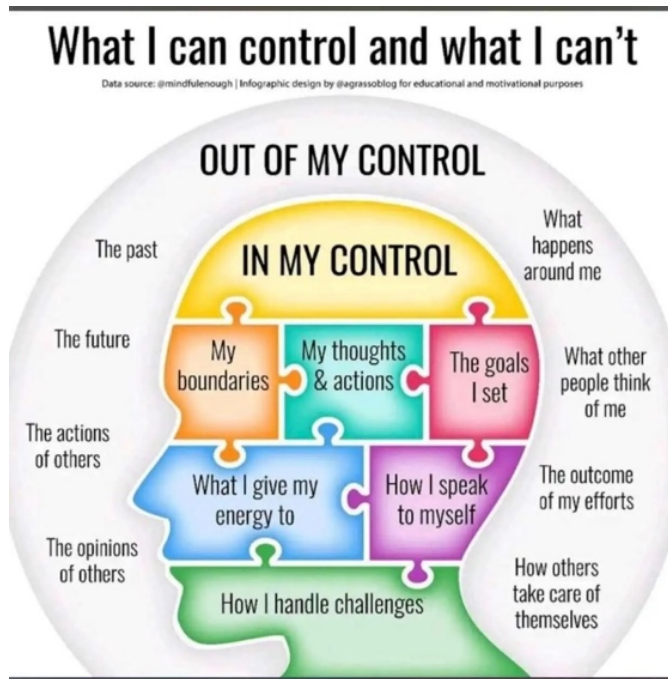 What I can control and what I can't
Data source: @mindfulenough | Infographic design by @agrassoblog for educational and motivational purposes
OUT OF MY CONTROL
IN MY CONTROL
The past
The future
The actions
of others
The opinions
of others
What
happens
around me
What other
people think
of me
The outcome
of my efforts
How others
take care of
themselves
My
boundaries
My thoughts
& actions
The goals
I set
What I give my
energy to
How I speak
to myself
How I handle challenges